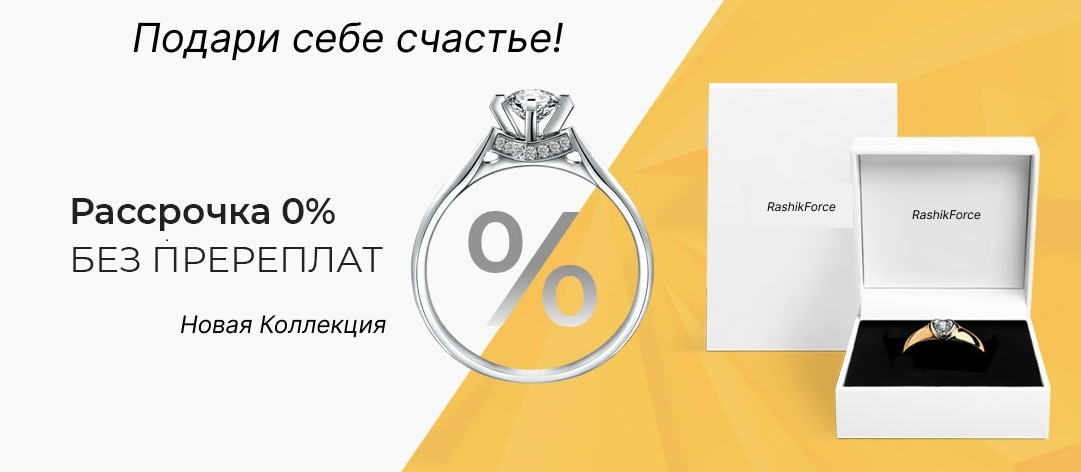 Подари себе счастье!
Рассрочка 0%
БЕЗ ПРЕРЕПЛАТ
Новая Коллекция
%
RashikForce
RashikForce